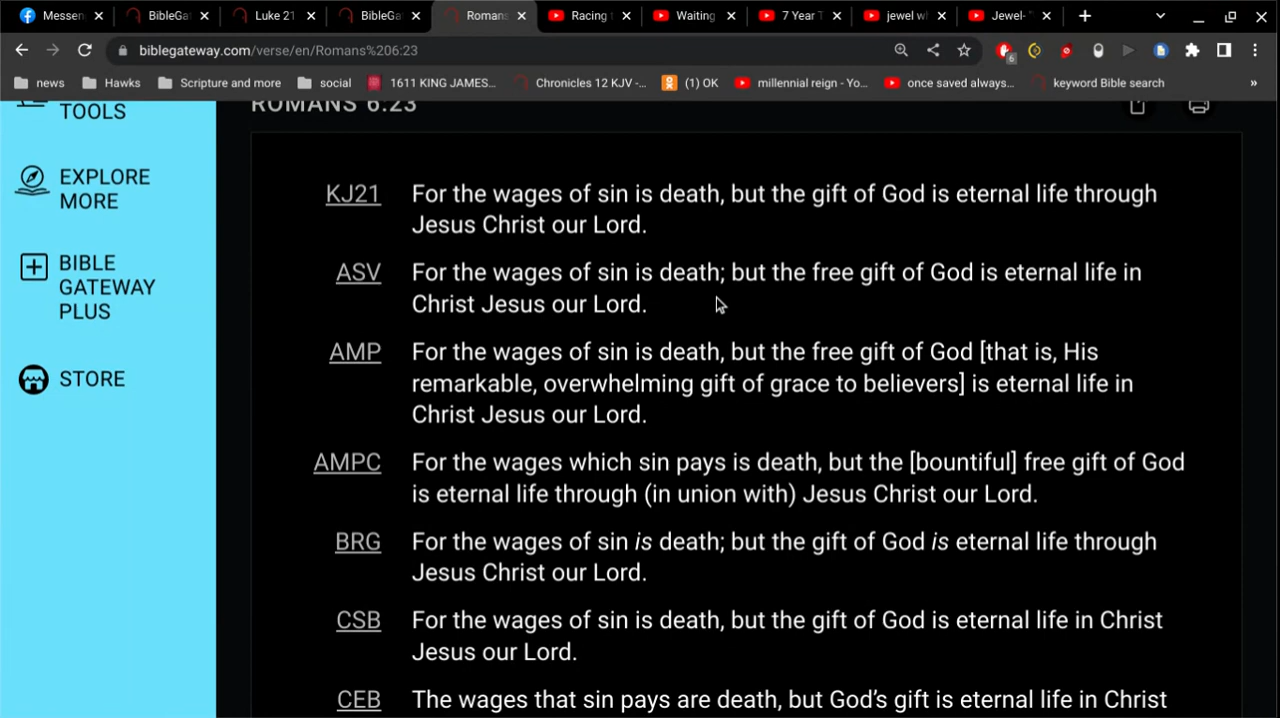 Messen
BibleGa
Luke 21
BibleGa
Romans
Racing
Waiting
7 Year T
jewel w
Jewel-
biblegateway.com/verse/en/Romans%206:23
6
news
Hawks
Scripture and more
social
1611 KING JAMES...
Chronicles 12 KJV -...
(1) OK
millennial reign - Yo...
once saved always...
keyword Bible search
»
TOOLS
EXPLORE
MORE
BIBLE
GATEWAY
PLUS
STORE
ROMANS 6:23
KJ21 For the wages of sin is death, but the gift of God is eternal life through
Jesus Christ our Lord.
ASV For the wages of sin is death; but the free gift of God is eternal life in
Christ Jesus our Lord.
AMP For the wages of sin is death, but the free gift of God [that is, His
remarkable, overwhelming gift of grace to believers] is eternal life in
Christ Jesus our Lord.
AMPC For the wages which sin pays is death, but the [bountiful] free gift of God
is eternal life through (in union with) Jesus Christ our Lord.
BRG For the wages of sin is death; but the gift of God is eternal life through
Jesus Christ our Lord.
CSB For the wages of sin is death, but the gift of God is eternal life in Christ
Jesus our Lord.
CEB The wages that sin pays are death, but God's gift is eternal life in Christ